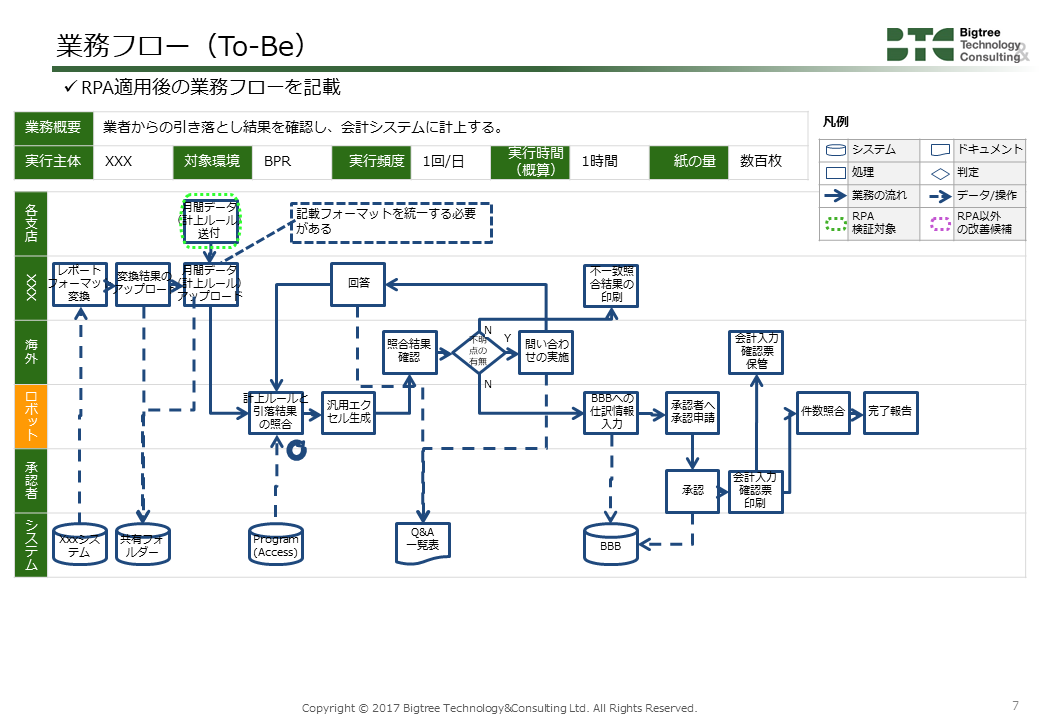 業務フロー（To-Be）
Bigtree
Technology
Consulting
&
✓RPA適用後の業務フローを記載
業務概要
業者からの引き落とし結果を確認し、会計システムに計上する。
実行主体
XXX
対象環境
BPR
実行頻度
1回/日
実行時間
（概算）
1時間
紙の量
数百枚
凡例
システム
ドキュメント
処理
判定
業務の流れ
データ/操作
RPA
検証対象
RPA以外
の改善候補
各支店
月間データ
（計上ルール）
送付
記載フォーマットを統一する必要
がある
XXX
レポート
フォーマット
変換
変換結果の
アップロード
月間データ
（計上ルール）
アップロード
回答
不一致照
合結果の
印刷
海外
照合結果
確認
不明
点の
有無
N
Y
N
問い合わ
せの実施
会計入力
確認票
保管
ロボット
計上ルールと
引落結果
の照合
汎用エク
セル生成
BBBへの
仕訳情報
入力
承認者へ
承認申請
件数照合
完了報告
承認者
承認
会計入力
確認票
印刷
システム
Xxxシス
テム
共有フォ
ルダー
Program
(Access)
Q&A
一覧表
BBB
Copyright © 2017 Bigtree Technology&Consulting Ltd. All Rights Reserved.
7